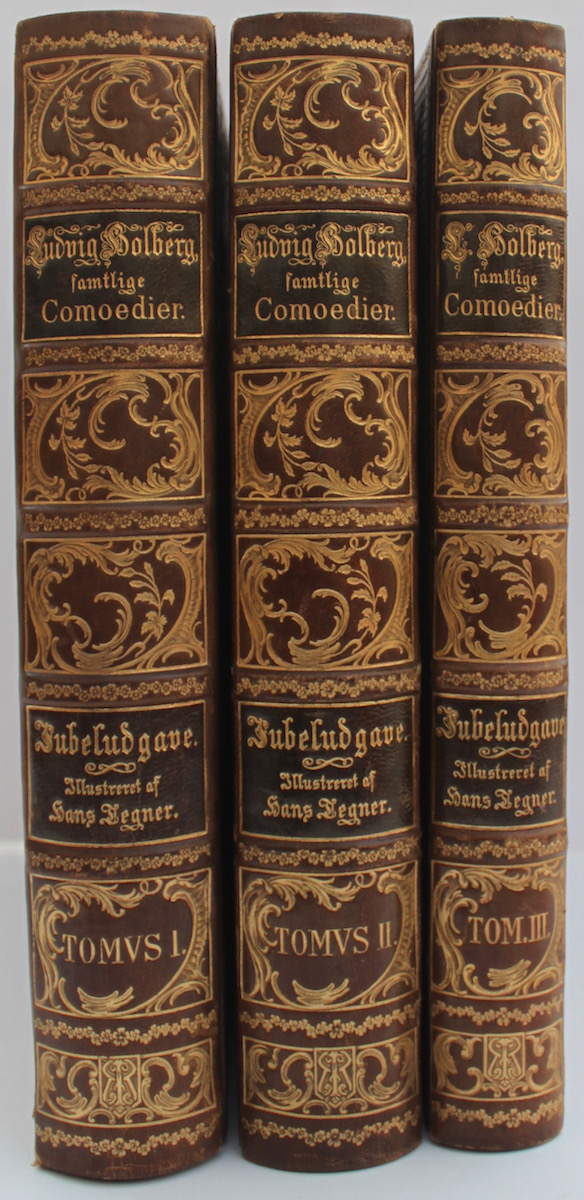 Ludvig Holberg,
samtlige
Comoedier.
Jubeludgave.
Illustreret af
Hans Tegner.
TOMVS I.
Ludvig Holberg,
samtlige
Comoedier.
Jubeludgave.
Illustreret af
Hans Tegner.
TOMVS II.
L. Holberg,
samtlige
Comoedier.
Jubeludgave
Illustreret af
Hans Tegner.
TOM. III.